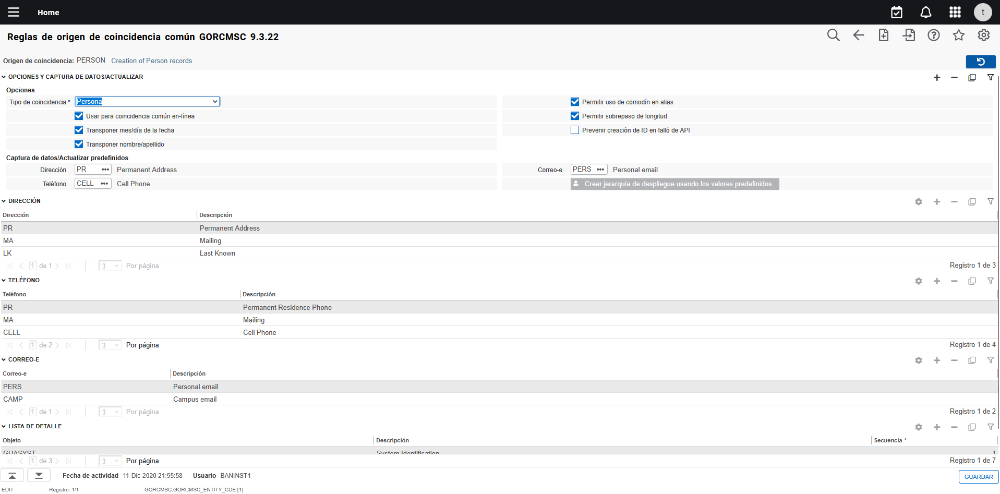 Home
t
Reglas de origen de coincidencia común GORCMSC 9.3.22
Origen de coincidencia: PERSON Creation of Person records
OPCIONES Y CAPTURA DE DATOS/ACTUALIZAR
Opciones
Tipo de coincidencia * Persona
Permitir uso de comodín en alias
Usar para coincidencia común en-línea
Permitir sobrepaso de longitud
Transponer mes/día de la fecha
Prevenir creación de ID en falló de API
Transponer nombre/apellido
Captura de datos/Actualizar predefinidos
Dirección PR ••• Permanent Address
Correo-e PERS ••• Personal email
Teléfono CELL ••• Cell Phone
Crear jerarquía de despliegue usando los valores predefinidos
DIRECCIÓN
Dirección Descripción
PR Permanent Address
MA Mailing
LK Last Known
1 de 1 3 Por página Registro 1 de 3
TELÉFONO
Teléfono Descripción
PR Permanent Residence Phone
MA Mailing
CELL Cell Phone
1 de 2 3 Por página Registro 1 de 4
CORREO-E
Correo-e Descripción
PERS Personal email
CAMP Campus email
1 de 1 3 Por página Registro 1 de 2
LISTA DE DETALLE
Objeto Descripción Secuencia *
GUASYST System Identification 1
1 de 3 3 Por página Registro 1 de 7
Fecha de actividad 11-Dic-2020 21:55:58 Usuario BANINST1
GUARDAR
EDIT Registro: 1/1 GORCMSC.GORCMSC_ENTITY_CDE [1]